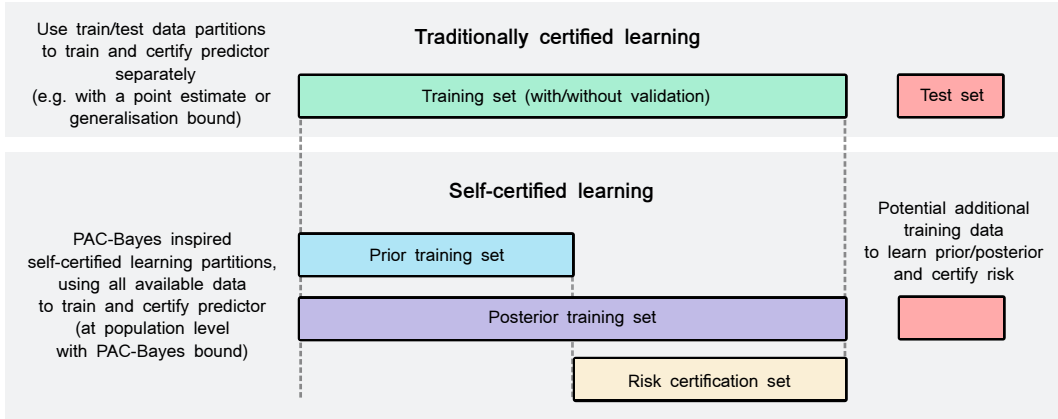 Use train/test data partitions
to train and certify predictor
separately
(e.g. with a point estimate or
generalisation bound)
Traditionally certified learning
Training set (with/without validation)
Test set
Self-certified learning
PAC-Bayes inspired
self-certified learning partitions,
using all available data
to train and certify predictor
(at population level
with PAC-Bayes bound)
Prior training set
Posterior training set
Risk certification set
Potential additional
training data
to learn prior/posterior
and certify risk